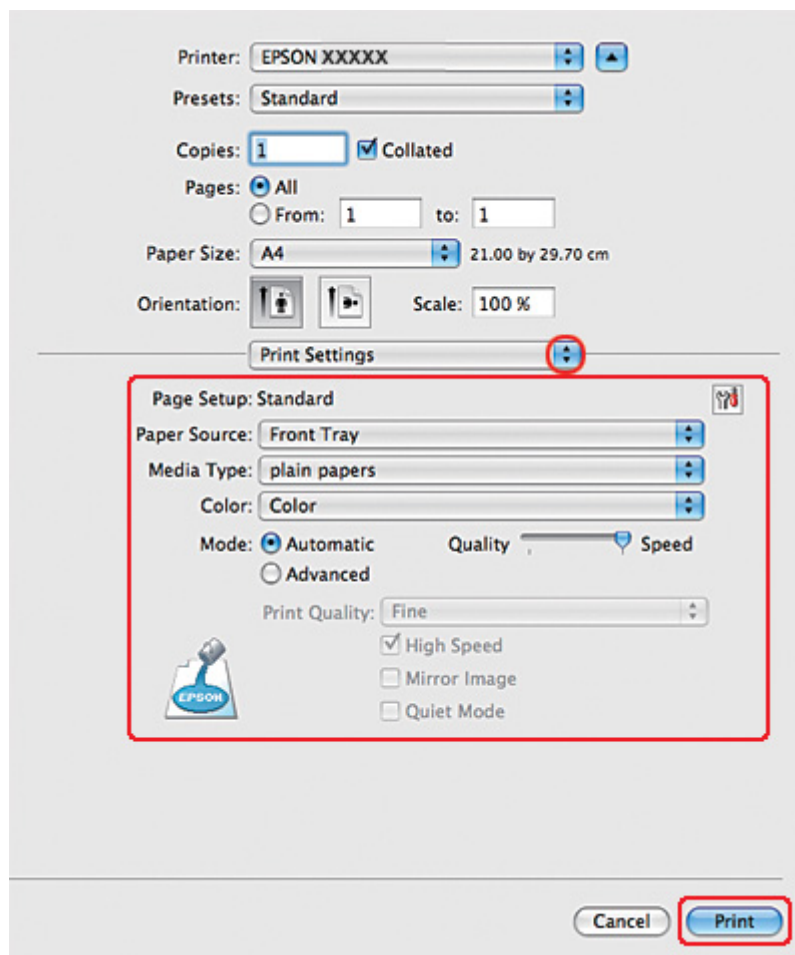 Printer: EPSON XXXXX
Presets: Standard
Copies: 1 Collated
Pages: All
From: 1 to: 1
Paper Size: A4 21.00 by 29.70 cm
Orientation: Scale: 100 %
Print Settings
Page Setup: Standard
Paper Source: Front Tray
Media Type: plain papers
Color: Color
Mode: Automatic Quality Speed
Advanced
Print Quality: Fine
High Speed
Mirror Image
EPSON
Quiet Mode
Cancel Print